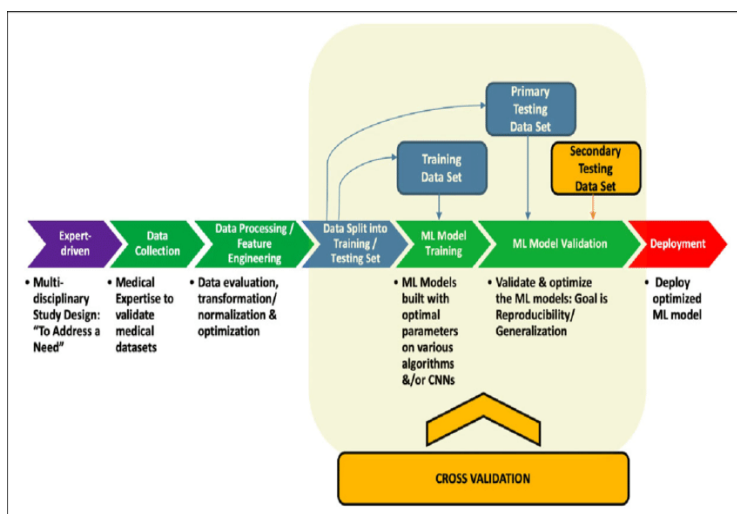 Primary
Testing
Data Set
Training
Data Set
Secondary
Testing
Data Set
Expert-
driven
Data
Collection
Data Processing /
Feature
Engineering
Data Split into
Training /
Testing Set
ML Model
Training
ML Model Validation
Deployment
• Multi-
disciplinary
Study Design:
"To Address a
Need"
• Medical
Expertise to
validate
medical
datasets
• Data evaluation,
transformation/
normalization &
optimization
• ML Models
built with
optimal
parameters
on various
algorithms
&/or CNNs
• Validate & optimize
the ML models: Goal is
Reproducibility/
Generalization
• Deploy
optimized
ML model
CROSS VALIDATION